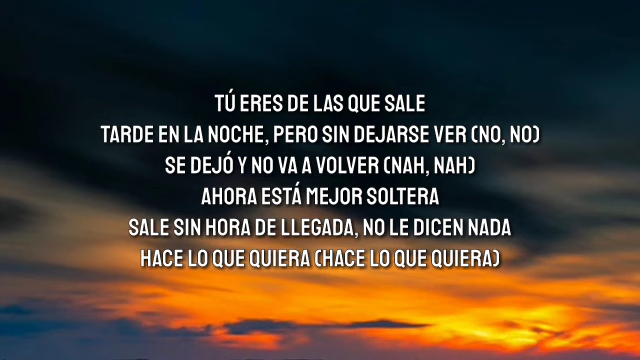 TÚ ERES DE LAS QUE SALE
TARDE EN LA NOCHE, PERO SIN DEJARSE VER (NO, NO)
SE DEJÓ Y NO VA A VOLVER (NAH, NAH)
AHORA ESTÁ MEJOR SOLTERA
SALE SIN HORA DE LLEGADA, NO LE DICEN NADA
HACE LO QUE QUIERA (HACE LO QUE QUIERA)